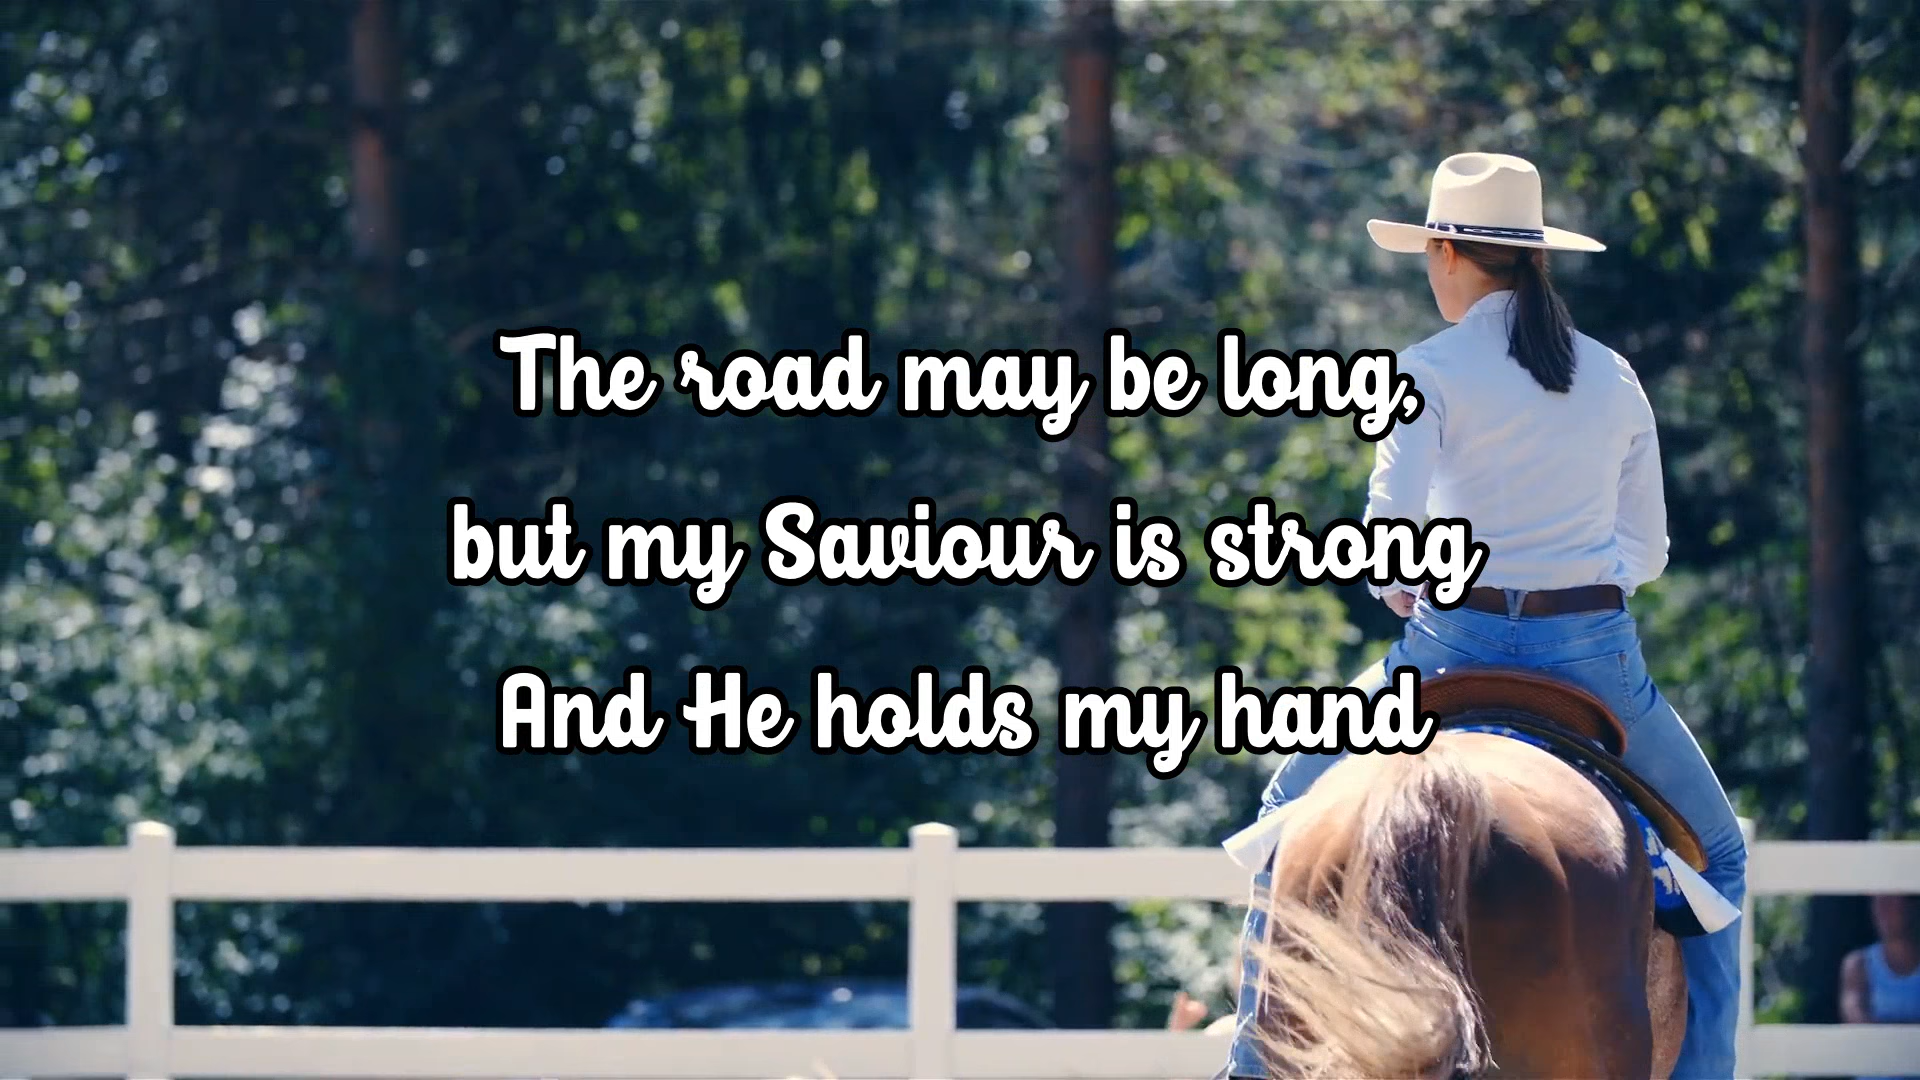 The road may be long,
but my Saviour is strong
And He holds my hand